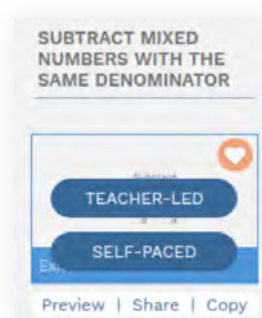 SUBTRACT MIXED
NUMBERS WITH THE
SAME DENOMINATOR
TEACHER-LED
SELF-PACED
Preview | Share | Copy